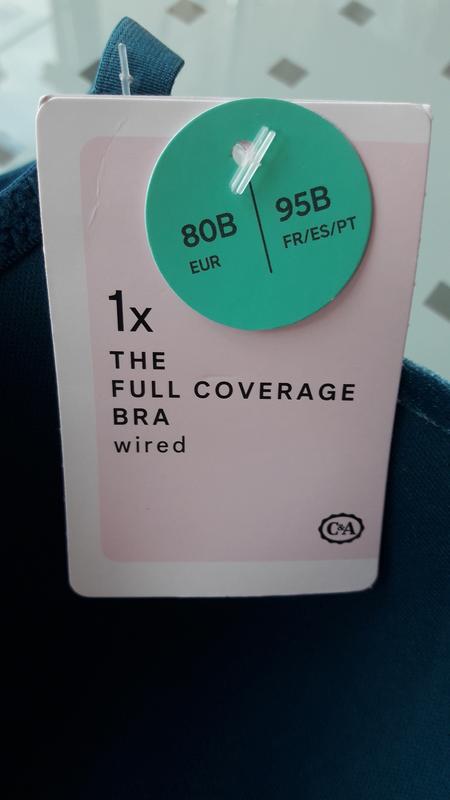 80B
EUR
95B
FR/ES/PT
1x
THE
FULL COVERAGE
BRA
wired
C&A